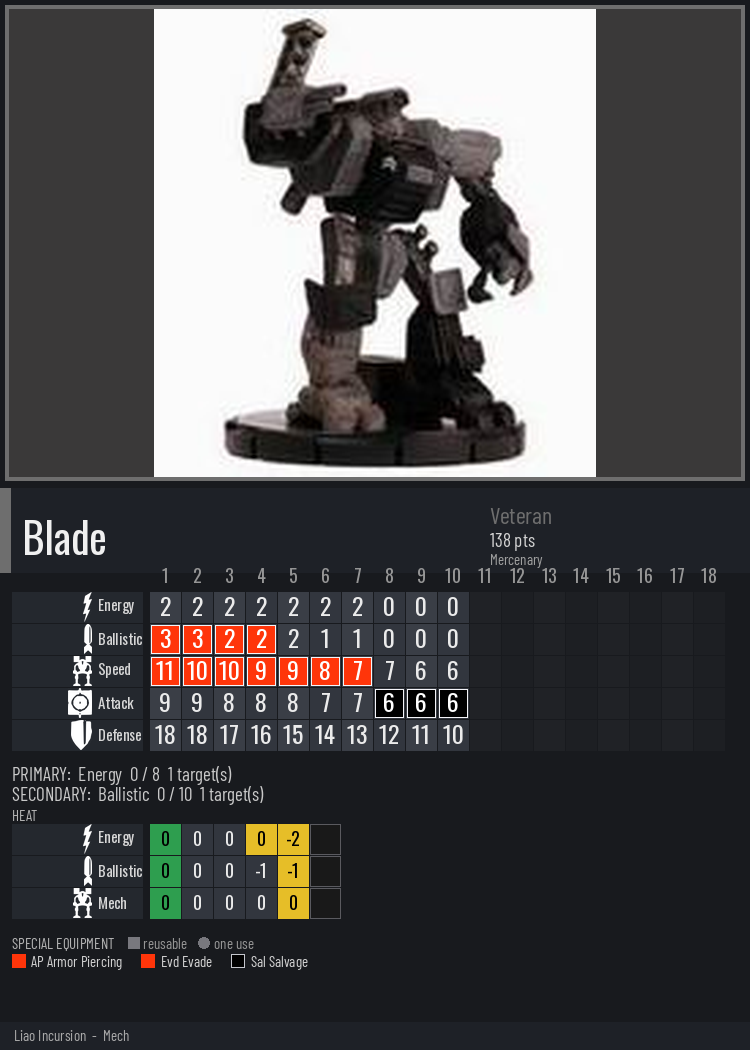 Blade
Veteran
138 pts
Mercenary
1 2 3 4 5 6 7 8 9 10 11 12 13 14 15 16 17 18
Energy 2 2 2 2 2 2 2 0 0 0
Ballistic 3 3 2 2 2 1 1 0 0 0
Speed 11 10 10 9 9 8 7 7 6 6
Attack 9 9 8 8 8 7 7 6 6 6
Defense 18 18 17 16 15 14 13 12 11 10
PRIMARY: Energy 0 / 8 1 target(s)
SECONDARY: Ballistic 0 / 10 1 target(s)
HEAT
Energy 0 0 0 0 -2
Ballistic 0 0 0 -1 -1
Mech 0 0 0 0 0
SPECIAL EQUIPMENT reusable one use
AP Armor Piercing Evd Evade Sal Salvage
Liao Incursion - Mech